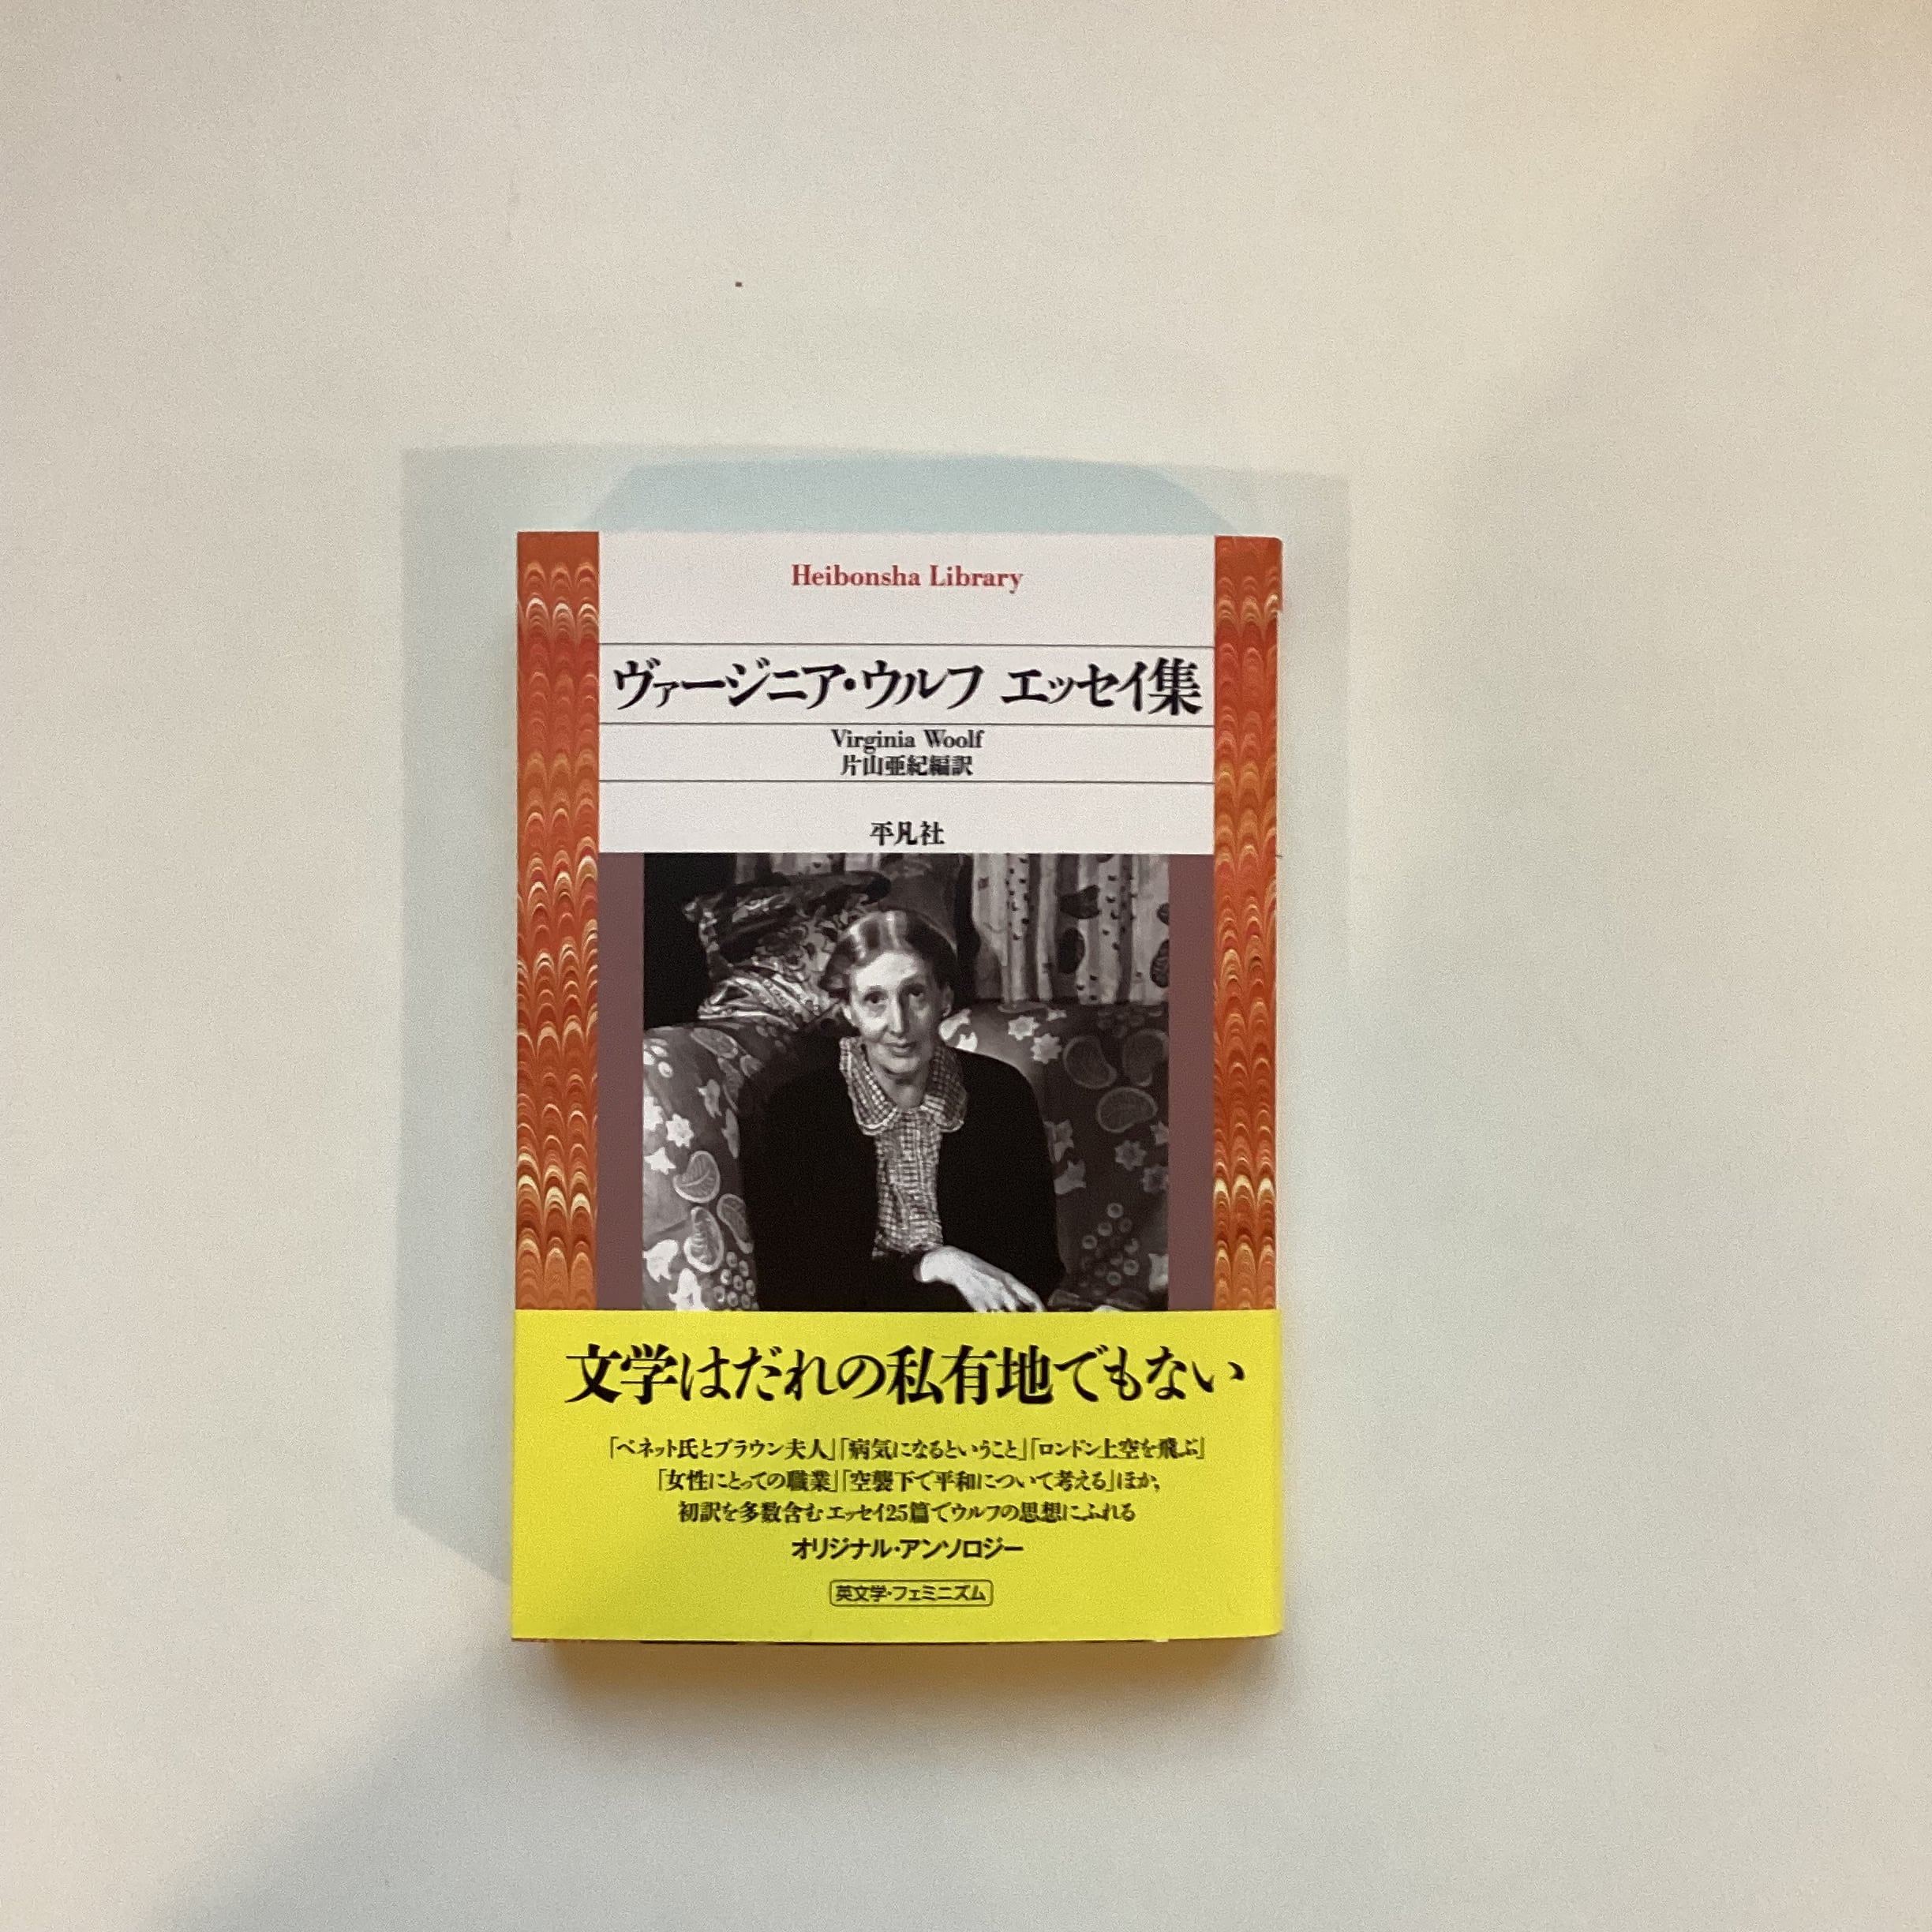 Heibonsha Library
ヴァージニア・ウルフ エッセイ集
Virginia Woolf
片山亜紀編訳
平凡社
文学はだれの私有地でもない
「ベネット氏とブラウン夫人」「病気になるということ」「ロンドン上空を飛ぶ」
「女性にとっての職業」「空襲下で平和について考える」ほか、
初訳を多数含むエッセイ25篇でウルフの思想にふれる
オリジナル・アンソロジー
英文学・フェミニズム